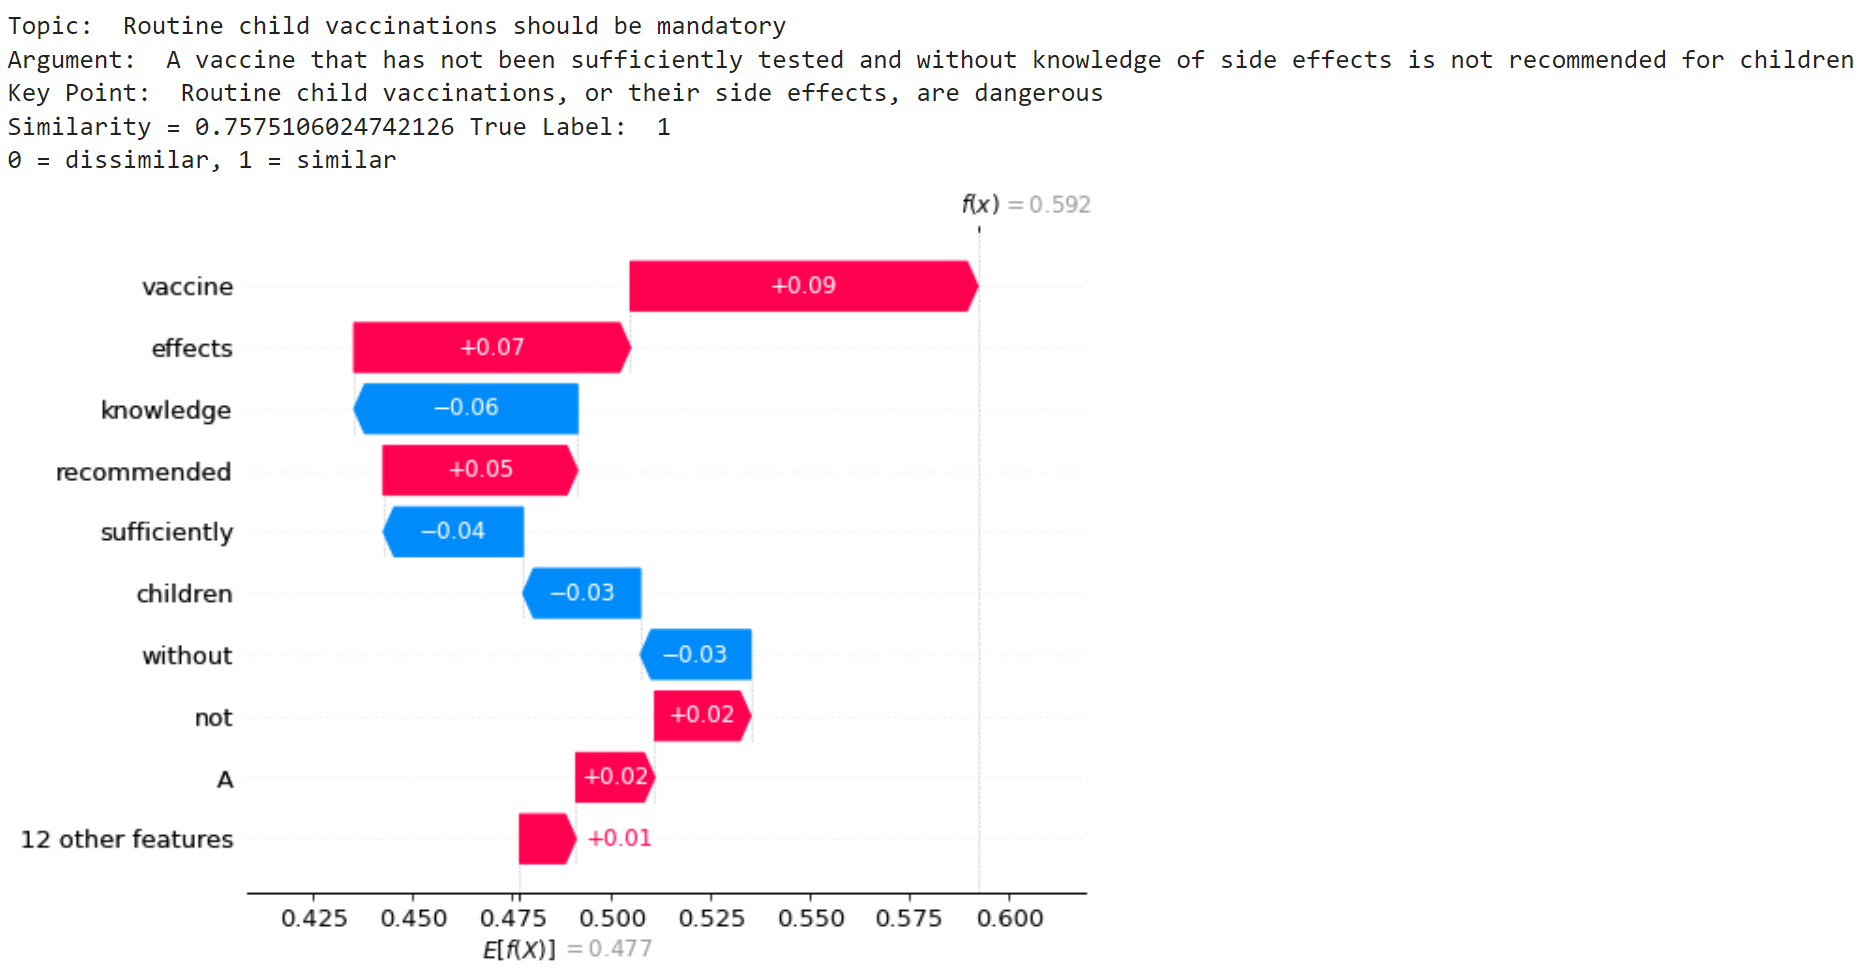 Topic:  Routine child vaccinations should be mandatory
Argument:  A vaccine that has not been sufficiently tested and without knowledge of side effects is not recommended for children
Key Point:  Routine child vaccinations, or their side effects, are dangerous
Similarity = 0.7575106024742126 True Label:  1
0 = dissimilar, 1 = similar
f(x) = 0.592
vaccine +0.09
effects +0.07
knowledge −0.06
recommended +0.05
sufficiently −0.04
children −0.03
without −0.03
not +0.02
A +0.02
12 other features +0.01
0.425 0.450 0.475 0.500 0.525 0.550 0.575 0.600
E[f(X)] = 0.477